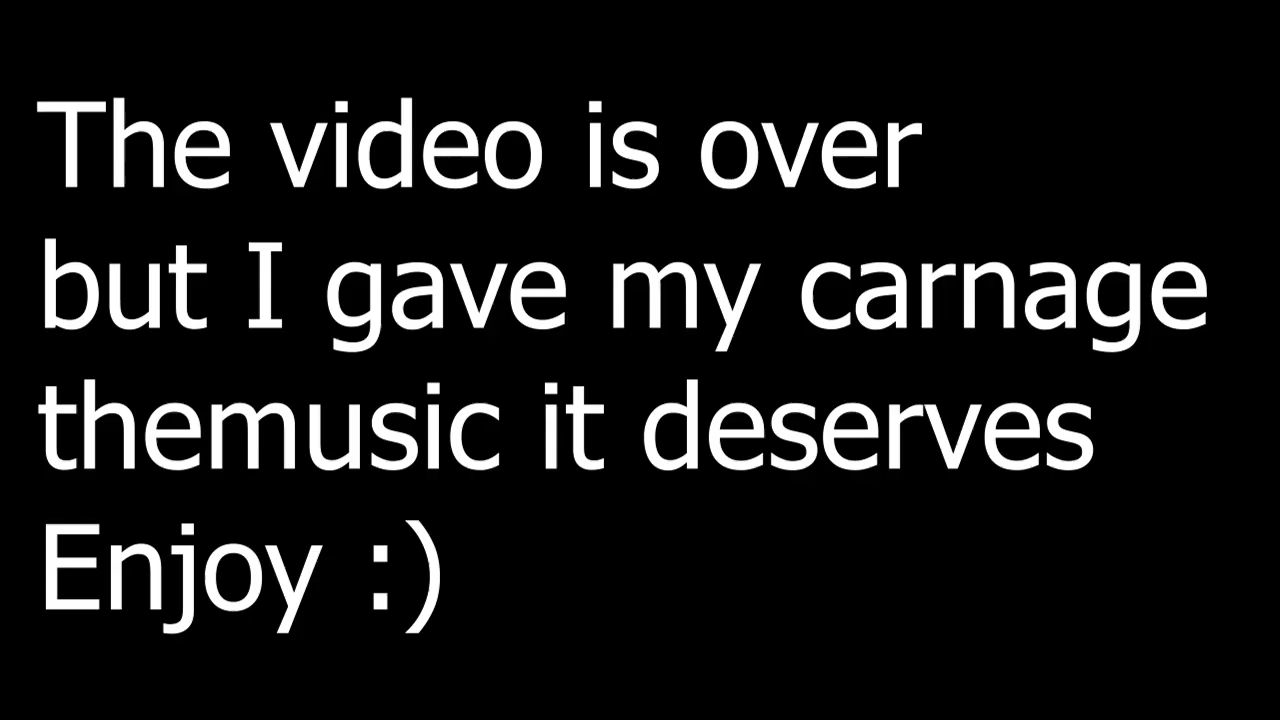 The video is over
but I gave my carnage
themusic it deserves
Enjoy :)